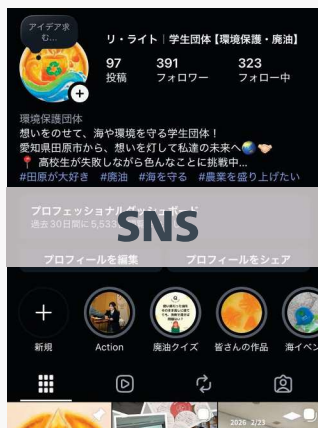 アイデア求
む...
リ・ライト｜学生団体【環境保護・廃油】
97 391 323
投稿 フォロワー フォロー中
環境保護団体
想いをのせて、海や環境を守る学生団体！
愛知県田原市から、想いを灯して私達の未来へ🌏🤝
📍 高校生が失敗しながら色んなことに挑戦中...
#田原が大好き #廃油 #海を守る #農業を盛り上げたい
プロフェッショナルダッシュボード
過去30日間に5,533
SNS
プロフィールを編集 プロフィールをシェア
新規 Action 廃油クイズ 皆さんの作品 海イベン
2026 2/23